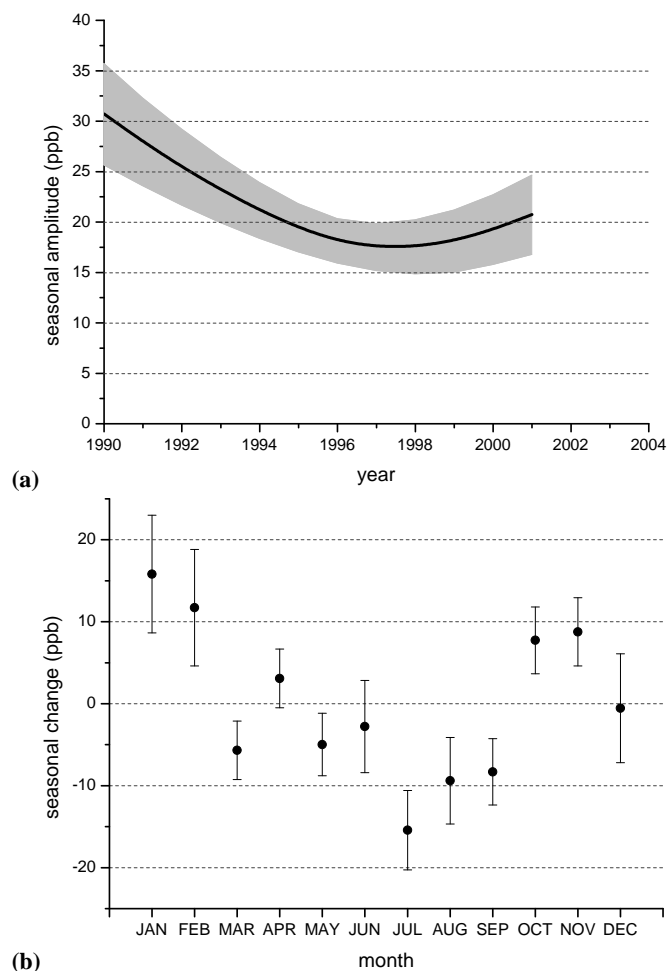 40
35
30
25
20
15
10
5
0
seasonal amplitude (ppb)
1990 1992 1994 1996 1998 2000 2002 2004
year
(a)
20
10
0
-10
-20
seasonal change (ppb)
JAN FEB MAR APR MAY JUN JUL AUG SEP OCT NOV DEC
month
(b)